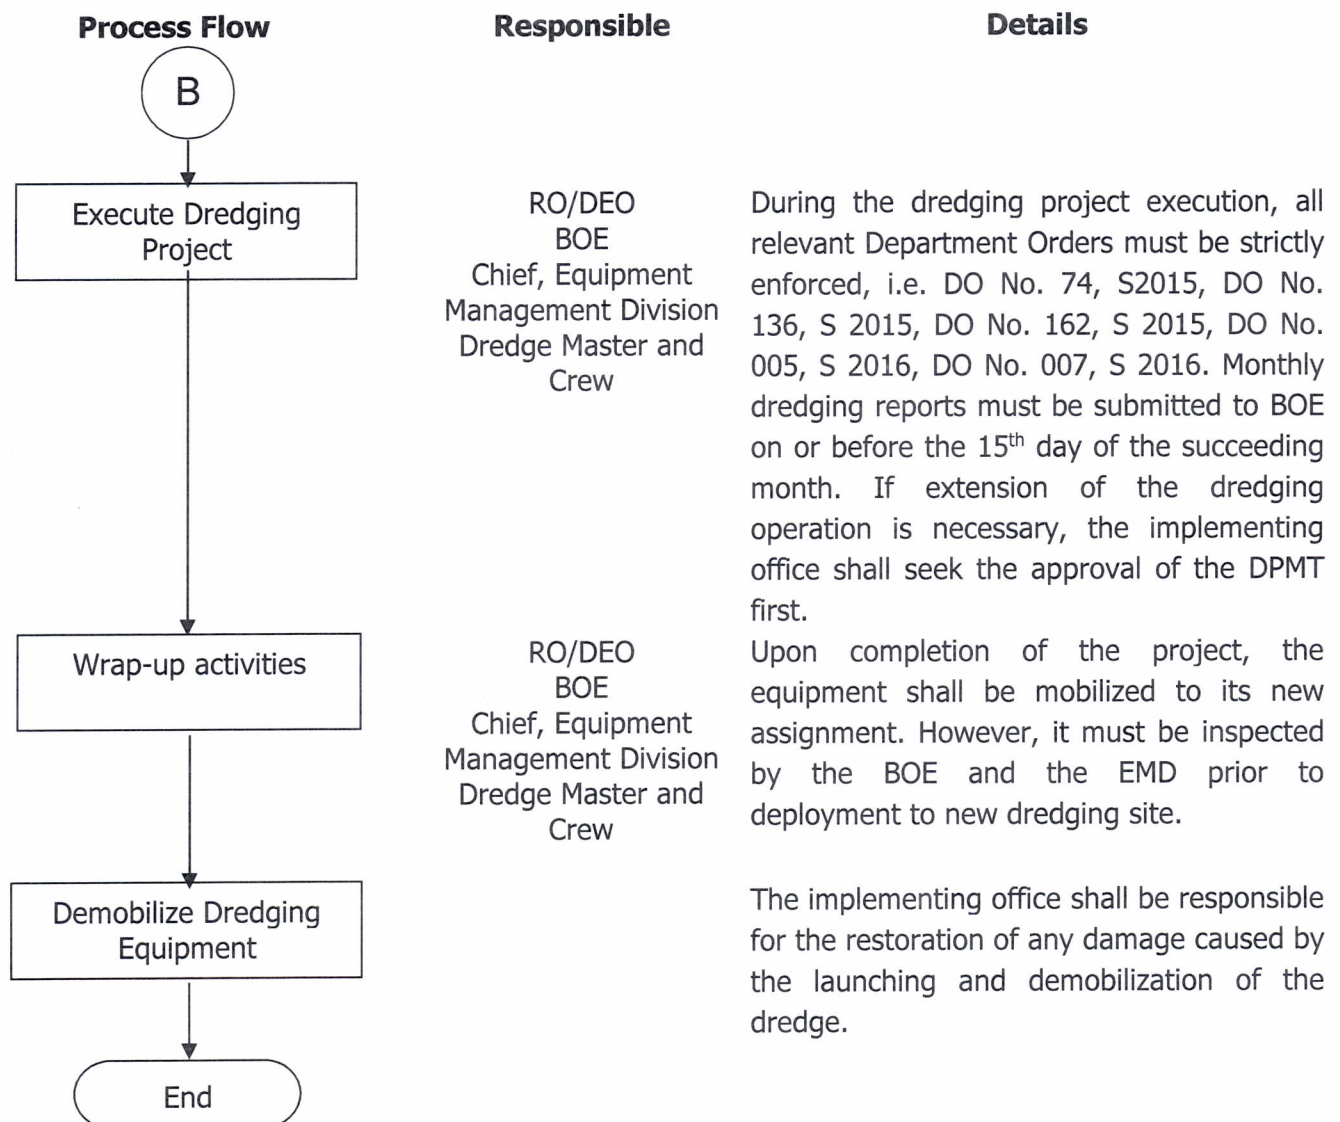 Process Flow
Responsible
Details
B
Execute Dredging
Project
RO/DEO
BOE
Chief, Equipment
Management Division
Dredge Master and
Crew
During the dredging project execution, all
relevant Department Orders must be strictly
enforced, i.e. DO No. 74, S2015, DO No.
136, S 2015, DO No. 162, S 2015, DO No.
005, S 2016, DO No. 007, S 2016. Monthly
dredging reports must be submitted to BOE
on or before the 15th day of the succeeding
month. If extension of the dredging
operation is necessary, the implementing
office shall seek the approval of the DPMT
first.
Wrap-up activities
RO/DEO
BOE
Chief, Equipment
Management Division
Dredge Master and
Crew
Upon completion of the project, the
equipment shall be mobilized to its new
assignment. However, it must be inspected
by the BOE and the EMD prior to
deployment to new dredging site.
Demobilize Dredging
Equipment
The implementing office shall be responsible
for the restoration of any damage caused by
the launching and demobilization of the
dredge.
End